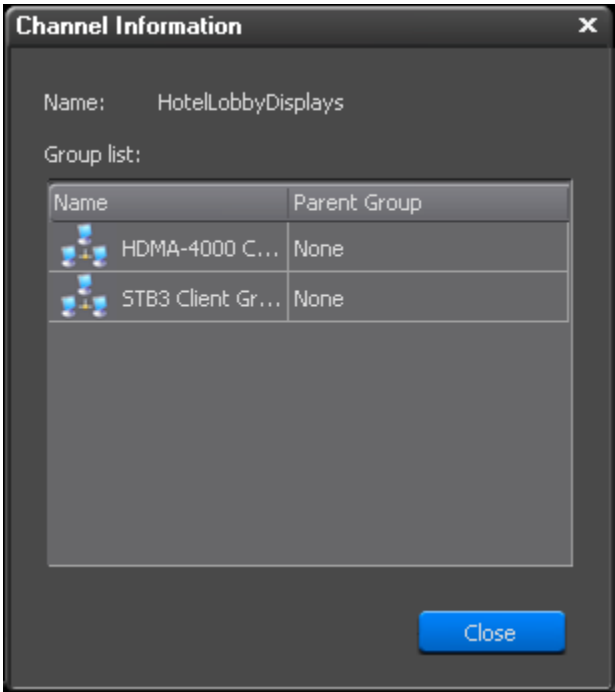 Channel Information
Name: HotelLobbyDisplays
Group list:
Name Parent Group
HDMA-4000 C... None
STB3 Client Gr... None
Close